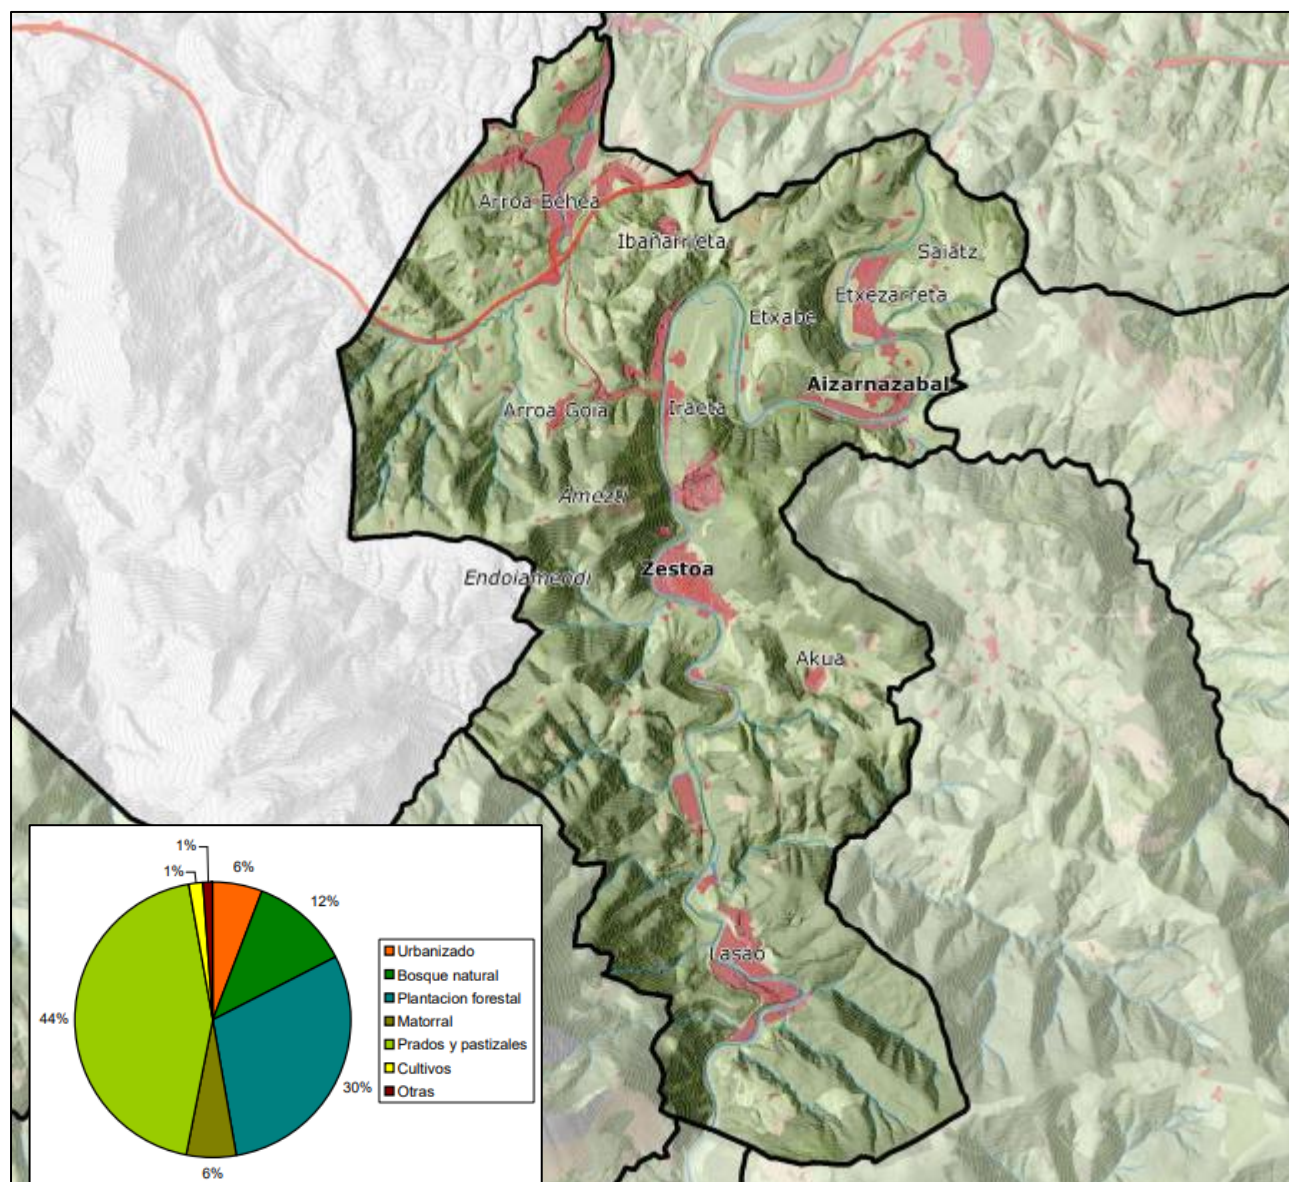 Arroa Behea
Ibañarrieta
Saiatz
Etxezarreta
Etxabe
Aizarnazabal
Arroa Goia
Iraeta
Amezti
Zestoa
Endoiamendi
Akua
Lasao
1%
1%
6%
12%
44%
30%
6%
Urbanizado
Bosque natural
Plantacion forestal
Matorral
Prados y pastizales
Cultivos
Otras